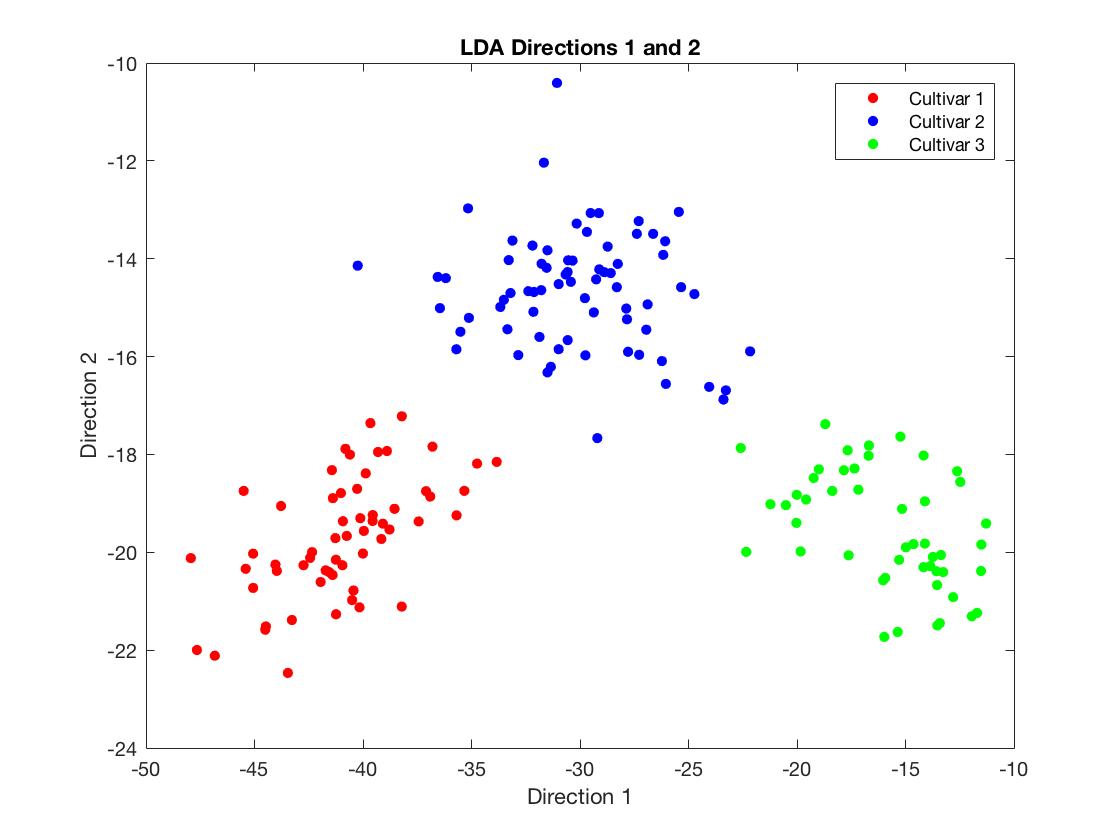 LDA Directions 1 and 2
Cultivar 1
Cultivar 2
Cultivar 3
Direction 2
-10
-12
-14
-16
-18
-20
-22
-24
-50 -45 -40 -35 -30 -25 -20 -15 -10
Direction 1